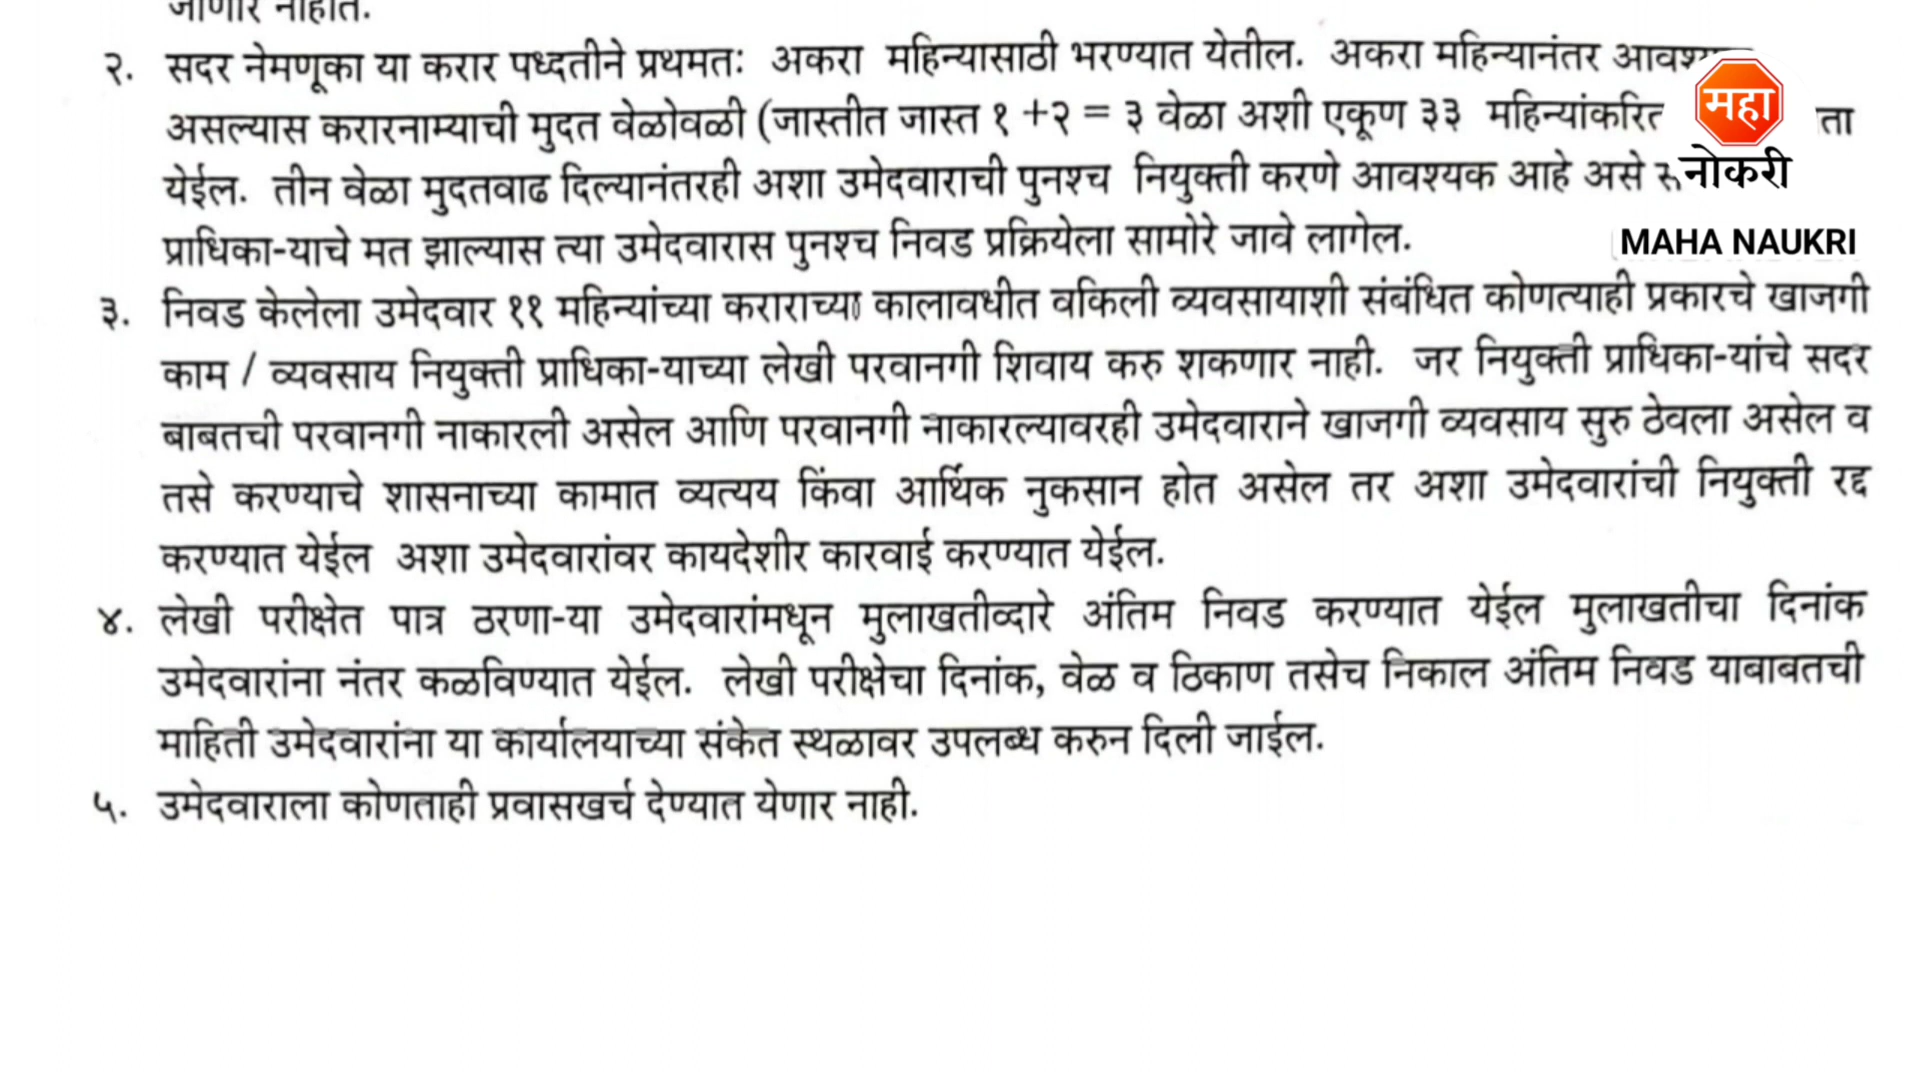 जाणार नाहीत.
२. सदर नेमणूका या करार पध्दतीने प्रथमतः अकरा महिन्यासाठी भरण्यात येतील. अकरा महिन्यानंतर
असल्यास करारनाम्याची मुदत वेळोवळी (जास्तीत जास्त १ +२ = ३ वेळा अशी एकूण ३३ महिन्यांकरित
येईल. तीन वेळा मुदतवाढ दिल्यानंतरही अशा उमेदवाराची पुनश्च नियुक्ती करणे आवश्यक आहे असे
प्राधिका-याचे मत झाल्यास त्या उमेदवारास पुनश्च निवड प्रक्रियेला सामोरे जावे लागेल.
महा
नोकरी
MAHA NAUKRI
३. निवड केलेला उमेदवार ११ महिन्यांच्या कराराच्या कालावधीत वकिली व्यवसायाशी संबंधित कोणत्याही प्रकारचे खाजगी
काम / व्यवसाय नियुक्ती प्राधिका-याच्या लेखी परवानगी शिवाय करु शकणार नाही. जर नियुक्ती प्राधिका-यांचे सदर
बाबतची परवानगी नाकारली असेल आणि परवानगी नाकारल्यावरही उमेदवाराने खाजगी व्यवसाय सुरु ठेवला असेल व
तसे करण्याचे शासनाच्या कामात व्यत्यय किंवा आर्थिक नुकसान होत असेल तर अशा उमेदवारांची नियुक्ती रद्द
करण्यात येईल अशा उमेदवारांवर कायदेशीर कारवाई करण्यात येईल.
४. लेखी परीक्षेत पात्र ठरणा-या उमेदवारांमधून मुलाखतीव्दारे अंतिम निवड करण्यात येईल मुलाखतीचा दिनांक
उमेदवारांना नंतर कळविण्यात येईल. लेखी परीक्षेचा दिनांक, वेळ व ठिकाण तसेच निकाल अंतिम निवड याबाबतची
माहिती उमेदवारांना या कार्यालयाच्या संकेत स्थळावर उपलब्ध करुन दिली जाईल.
५. उमेदवाराला कोणताही प्रवासखर्च देण्यात येणार नाही.